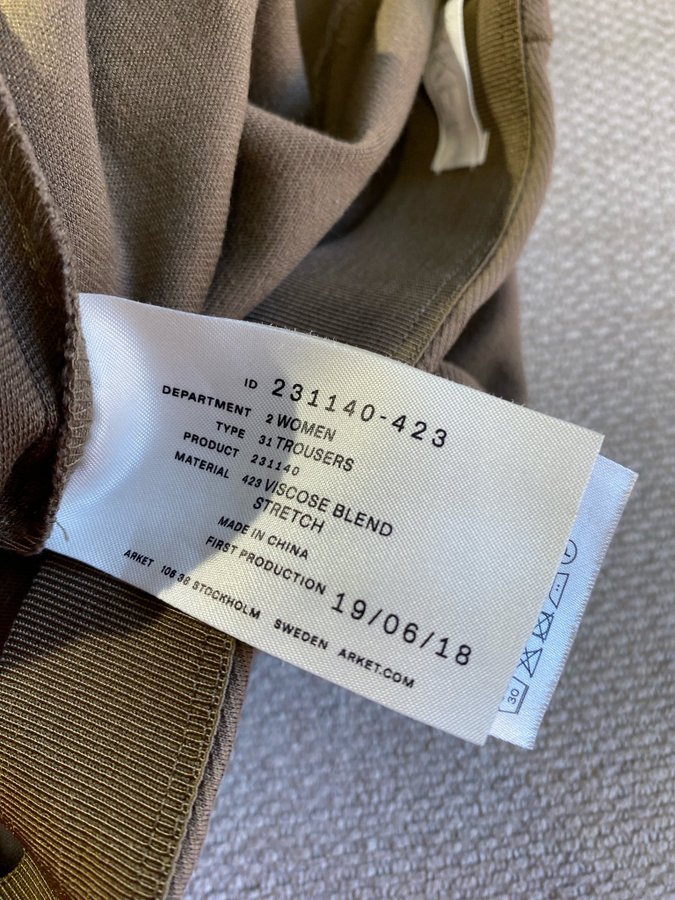 ID 231140-423
DEPARTMENT 2 WOMEN
TYPE 31 TROUSERS
PRODUCT 231140
MATERIAL 423 VISCOSE BLEND
STRETCH
MADE IN CHINA
FIRST PRODUCTION 19/06/18
ARKET 106 38 STOCKHOLM SWEDEN ARKET.COM
30